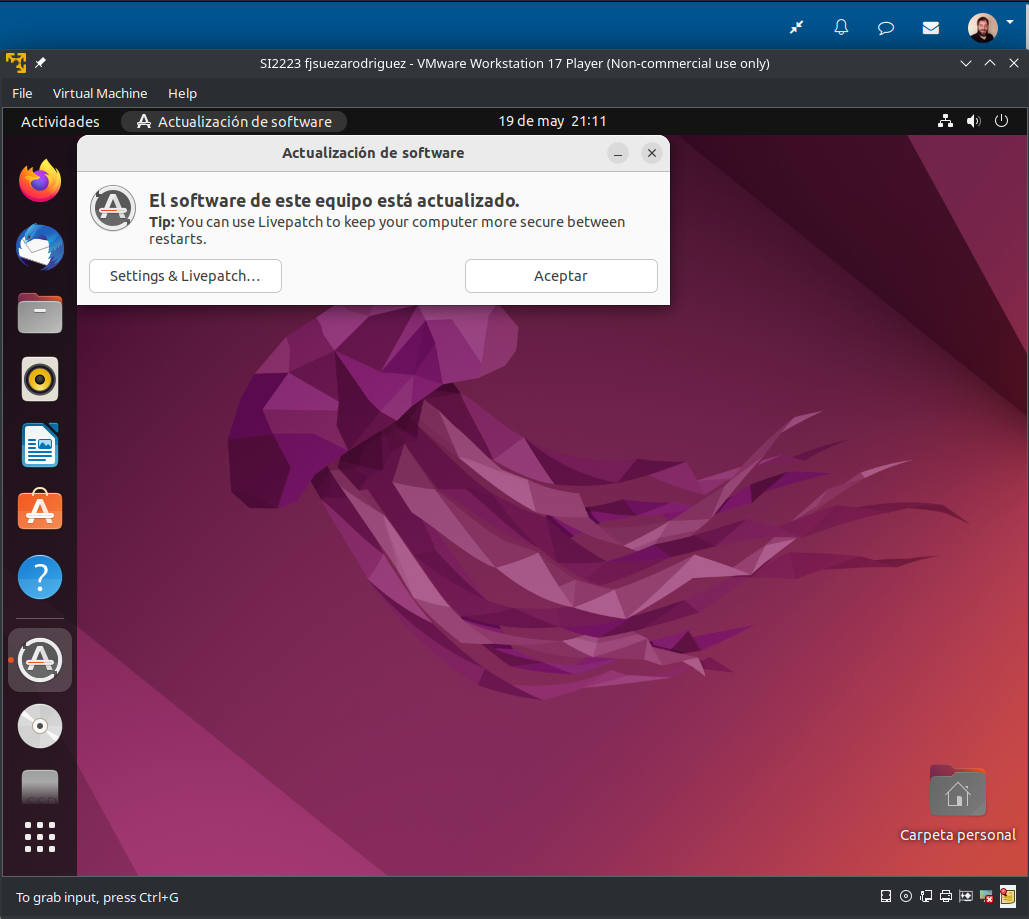 SI2223 fjsuezarodriguez - VMware Workstation 17 Player (Non-commercial use only)
File Virtual Machine Help
Actividades Actualización de software 19 de may 21:11
Actualización de software
El software de este equipo está actualizado.
Tip: You can use Livepatch to keep your computer more secure between
restarts.
Settings & Livepatch… Aceptar
?
Carpeta personal
To grab input, press Ctrl+G